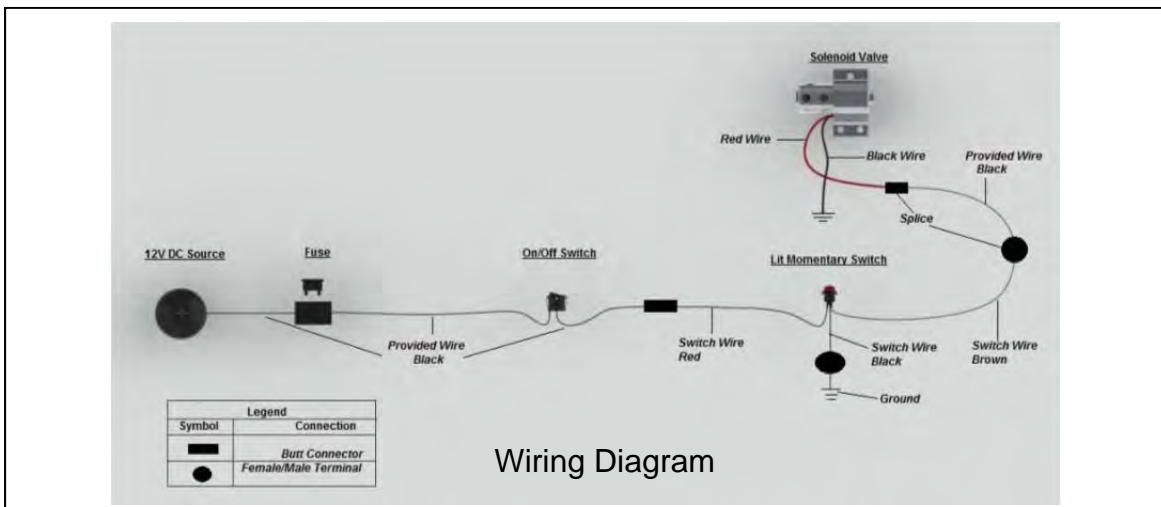 Solenoid Valve
Red Wire
Black Wire
Provided Wire
Black
Splice
12V DC Source
Fuse
On/Off Switch
Lit Momentary Switch
Provided Wire
Black
Switch Wire
Red
Switch Wire
Black
Switch Wire
Brown
Ground
Legend
Symbol Connection
Butt Connector
Female/Male Terminal
Wiring Diagram